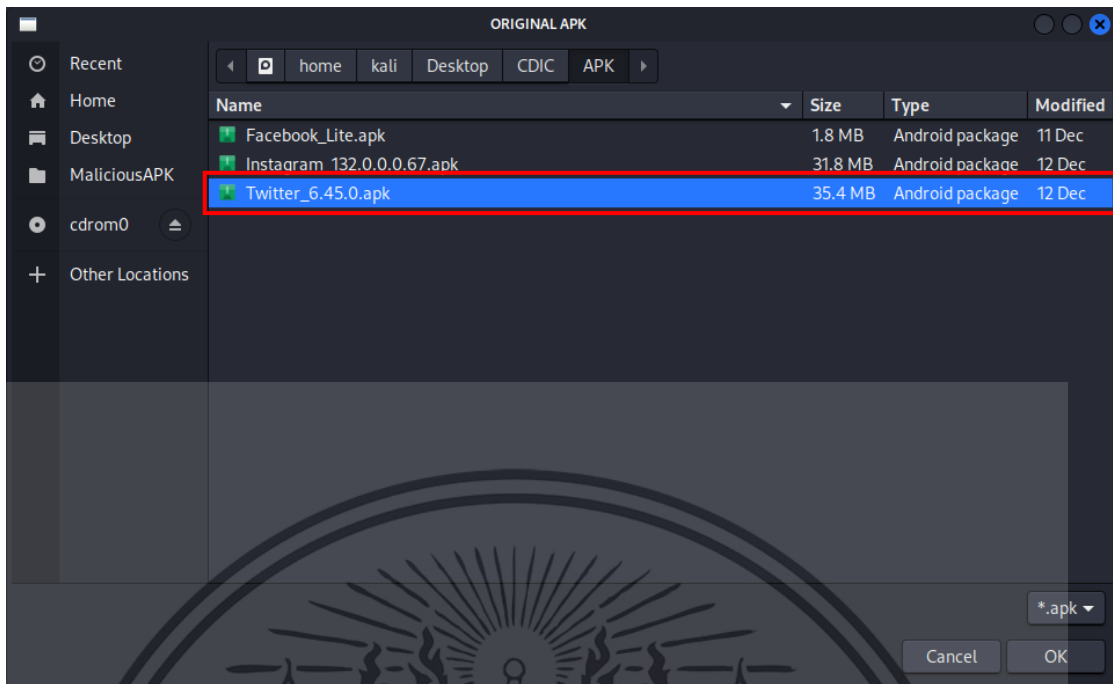 ORIGINAL APK
Recent
Home
Desktop
MaliciousAPK
cdrom0
Other Locations
home kali Desktop CDIC APK
Name Size Type Modified
Facebook_Lite.apk 1.8 MB Android package 11 Dec
Instagram_132.0.0.0.67.apk 31.8 MB Android package 12 Dec
Twitter_6.45.0.apk 35.4 MB Android package 12 Dec
*.apk
Cancel OK